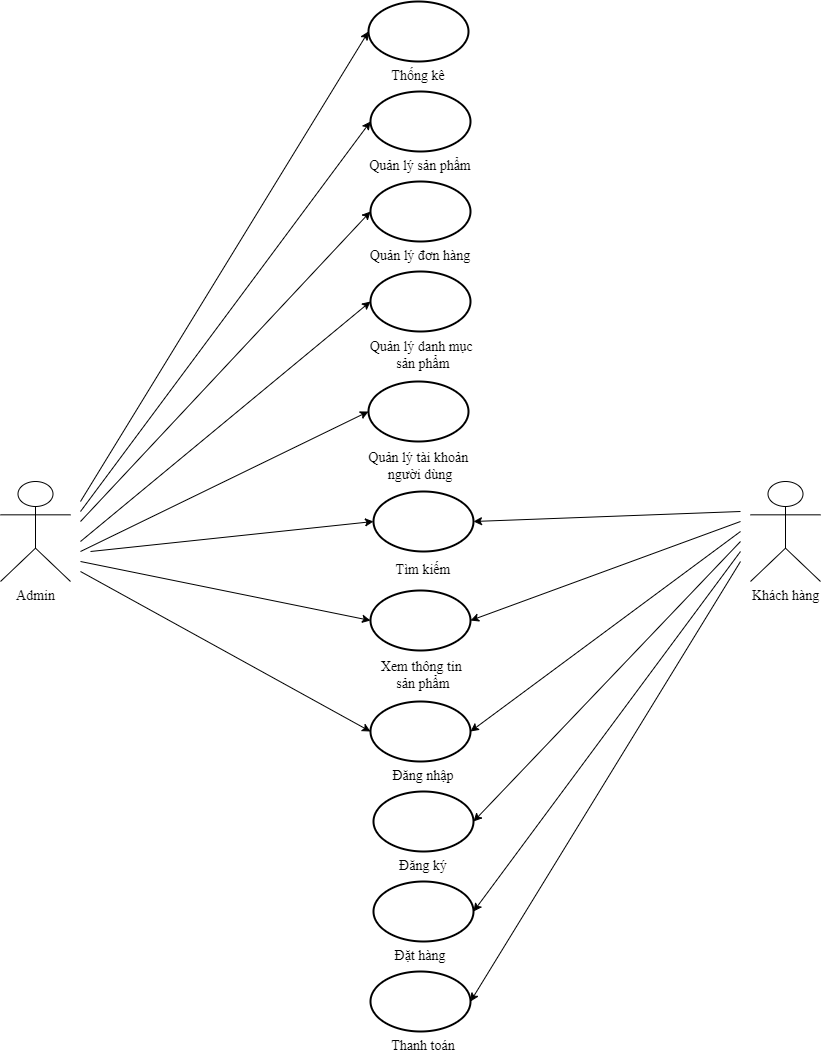 Thống kê
Quản lý sản phẩm
Quản lý đơn hàng
Quản lý danh mục
sản phẩm
Quản lý tài khoản
người dùng
Tìm kiếm
Admin
Khách hàng
Xem thông tin
sản phẩm
Đăng nhập
Đăng ký
Đặt hàng
Thanh toán